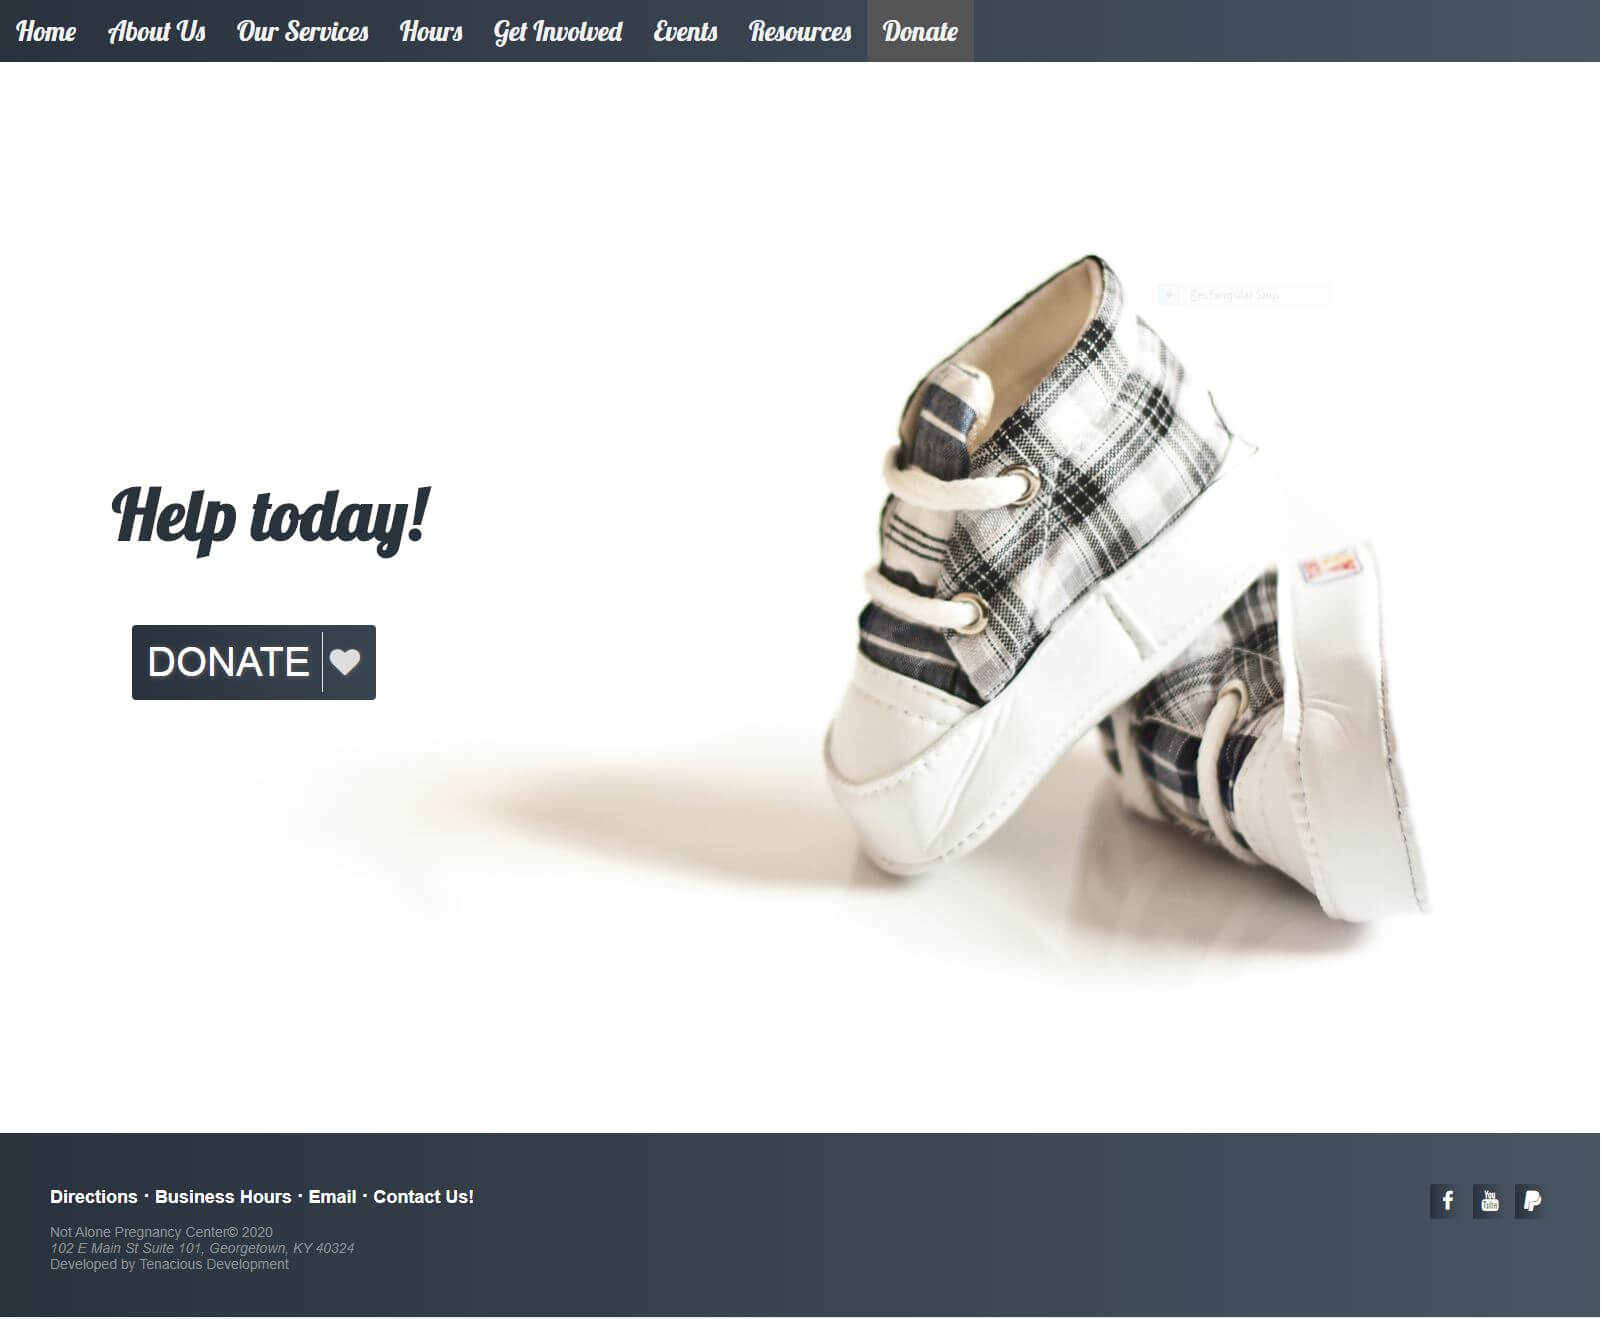 Home About Us Our Services Hours Get Involved Events Resources Donate
Rectangular Snip
Help today!
DONATE
Directions · Business Hours · Email · Contact Us!
You
Tube
Not Alone Pregnancy Center© 2020
102 E Main St Suite 101, Georgetown, KY 40324
Developed by Tenacious Development